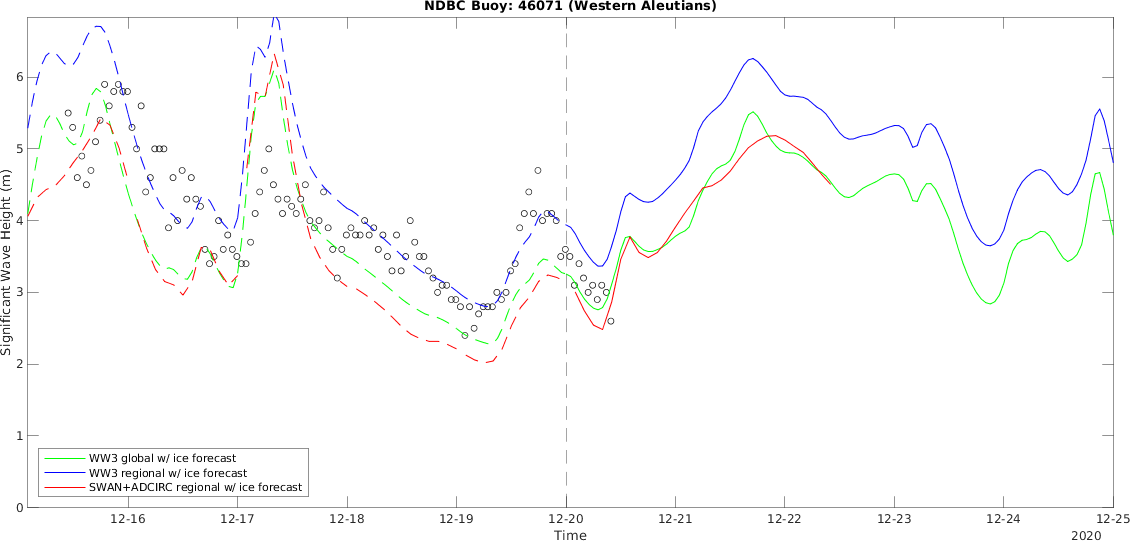 NDBC Buoy: 46071 (Western Aleutians)
Significant Wave Height (m)
6
5
4
3
2
1
0
WW3 global w/ ice forecast
WW3 regional w/ ice forecast
SWAN+ADCIRC regional w/ ice forecast
12-16 12-17 12-18 12-19 12-20 12-21 12-22 12-23 12-24 12-25
Time
2020